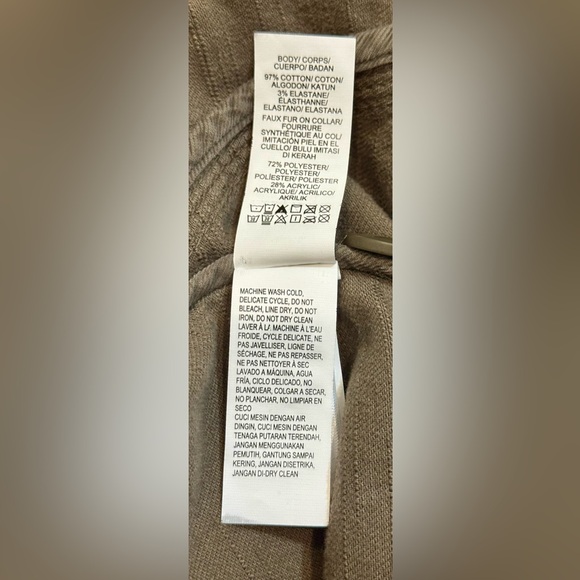 BODY/ CORPS/
CUERPO/ BADAN
97% COTTON/ COTON/
ALGODON/ KATUN
3% ELASTANE/
ÉLASTHANNE/
ELASTANO/ ELASTANA
FAUX FUR ON COLLAR/
FOURRURE
SYNTHÉTIQUE AU COL/
IMITACIÓN PIEL EN EL
CUELLO/ BULU IMITASI
DI KERAH
72% POLYESTER/
POLYESTER/
POLIÉSTER/ POLIESTER
28% ACRYLIC/
ACRYLIQUE/ ACRILICO/
AKRILIK
MACHINE WASH COLD,
DELICATE CYCLE, DO NOT
BLEACH, LINE DRY, DO NOT
IRON, DO NOT DRY CLEAN
LAVER À LA MACHINE À L'EAU
FROIDE, CYCLE DELICATE, NE
PAS JAVELLISER, LIGNE DE
SÉCHAGE, NE PAS REPASSER,
NE PAS NETTOYER À SEC
LAVADO A MÁQUINA, AGUA
FRÍA, CICLO DELICADO, NO
BLANQUEAR, COLGAR A SECAR,
NO PLANCHAR, NO LIMPIAR EN
SECO
CUCI MESIN DENGAN AIR
DINGIN, CUCI MESIN DENGAN
TENAGA PUTARAN TERENDAH,
JANGAN MENGGUNAKAN
PEMUTIH, GANTUNG SAMPAI
KERING, JANGAN DISETRIKA,
JANGAN DI-DRY CLEAN